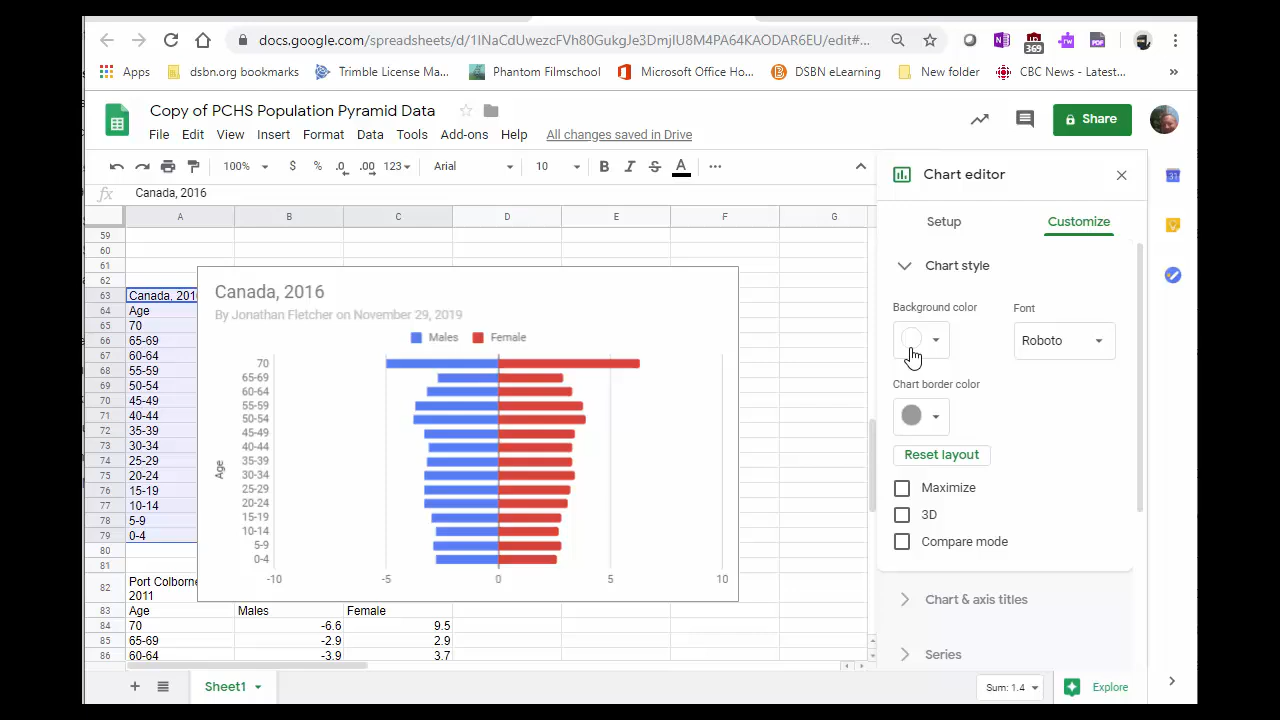 docs.google.com/spreadsheets/d/1INJaCdUwezcFVh80GukgJe3DmjIU8M4PA64KAODAR6EU/edit#...
369
Apps dsbn.org bookmarks Trimble License Ma... Phantom Filmschool Microsoft Office Ho... DSBN eLearning New folder CBC News - Latest... »
Copy of PCHS Population Pyramid Data
Share
File Edit View Insert Format Data Tools Add-ons Help All changes saved in Drive
100% $ % .0 .00 123 Arial 10 B I S A
fx Canada, 2016
A B C D E F G
59
60
61
62
63 Canada, 201
64 Age
65 70
66 65-69
67 60-64
68 55-59
69 50-54
70 45-49
71 40-44
72 35-39
73 30-34
74 25-29
75 20-24
76 15-19
77 10-14
78 5-9
79 0-4
80
81
82 Port Colborne
2011
83 Age Males Female
84 70 -6.6 9.5
85 65-69 -2.9 2.9
86 60-64 -3.9 3.7
Canada, 2016
By Jonathan Fletcher on November 29, 2019
Males Female
Age
70
65-69
60-64
55-59
50-54
45-49
40-44
35-39
30-34
25-29
20-24
15-19
10-14
5-9
0-4
-10 -5 0 5 10
Chart editor
Setup Customize
Chart style
Background color Font
Roboto
Chart border color
Reset layout
Maximize
3D
Compare mode
Chart & axis titles
Series
31
Sheet1 Sum: 1.4 Explore